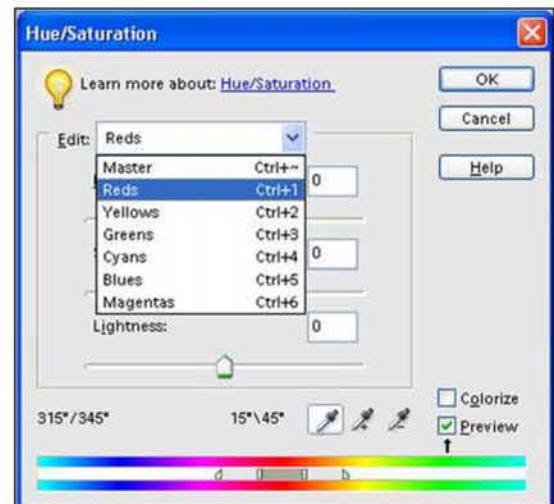 Hue/Saturation
Learn more about: Hue/Saturation
OK
Cancel
Help
Edit: Reds
Master Ctrl+~
Reds Ctrl+1
Yellows Ctrl+2
Greens Ctrl+3
Cyans Ctrl+4
Blues Ctrl+5
Magentas Ctrl+6
0
0
Lightness: 0
Colorize
315°/345° 15°\45°
Preview